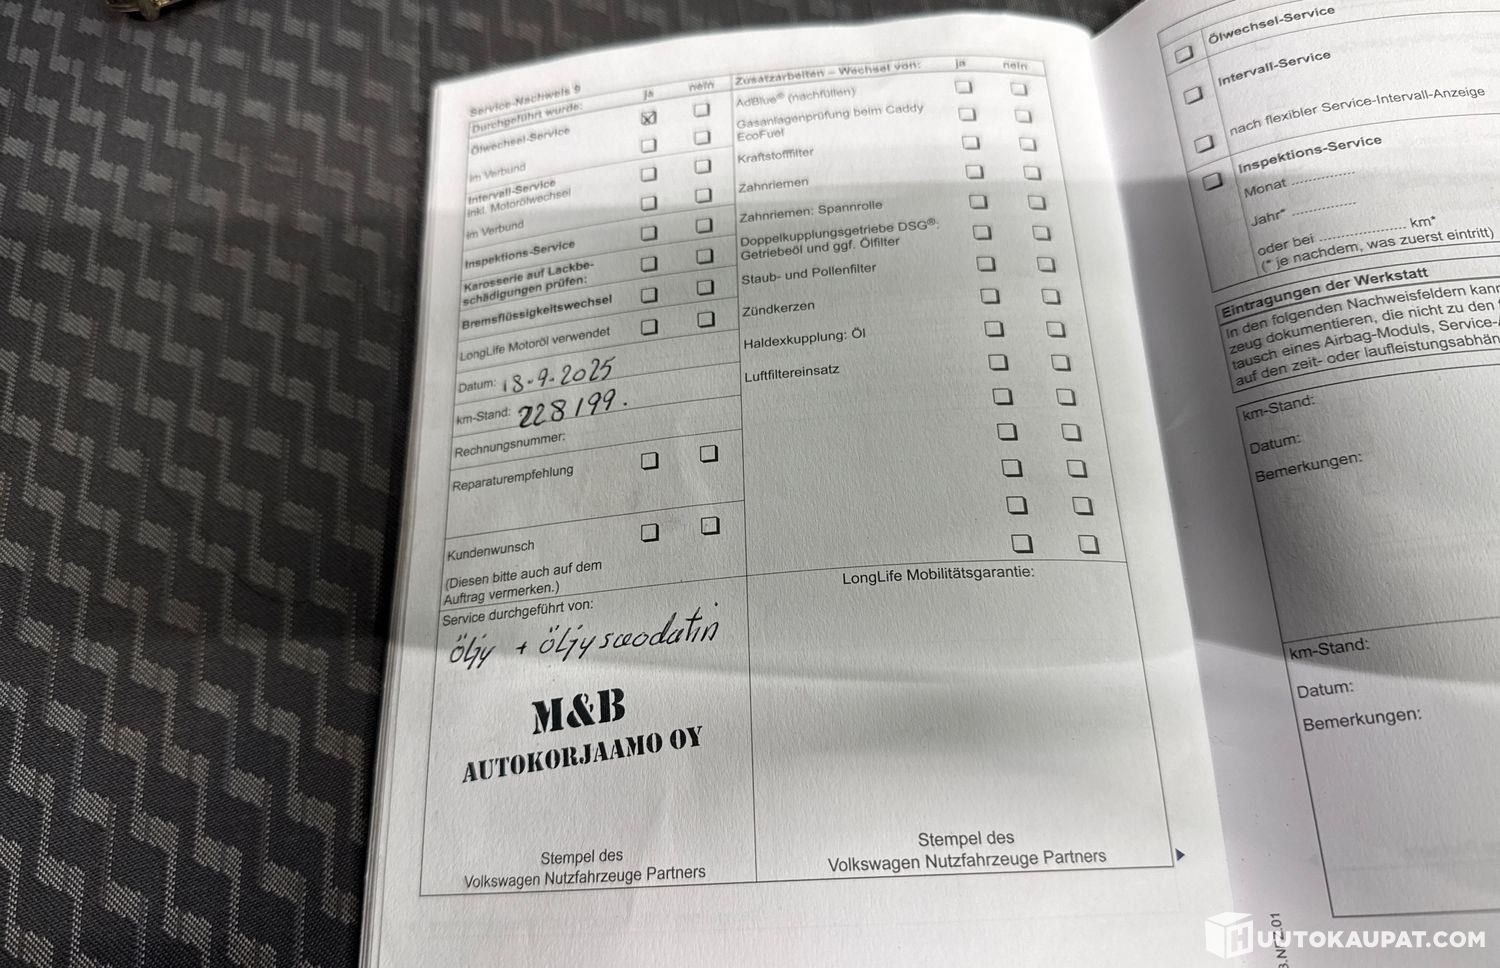 Service-Nachweis 9
Durchgeführt wurde: ja nein
Ölwechsel-Service
im Verbund
Intervall-Service
inkl. Motorölwechsel
im Verbund
Inspektions-Service
Karosserie auf Lackbe-
schädigungen prüfen:
Bremsflüssigkeitswechsel
LongLife Motoröl verwendet
Datum: 18-9-2025
km-Stand: 228199.
Rechnungsnummer:
Reparaturempfehlung
Kundenwunsch
(Diesen bitte auch auf dem
Auftrag vermerken.)
Service durchgeführt von:
öljy + öljysuodatin
M&B
AUTOKORJAAMO OY
Stempel des
Volkswagen Nutzfahrzeuge Partners
Zusatzarbeiten – Wechsel von: ja nein
AdBlue® (nachfüllen)
Gasanlagenprüfung beim Caddy
EcoFuel
Kraftstofffilter
Zahnriemen
Zahnriemen: Spannrolle
Doppelkupplungsgetriebe DSG®:
Getriebeöl und ggf. Ölfilter
Staub- und Pollenfilter
Zündkerzen
Haldexkupplung: Öl
Luftfiltereinsatz
LongLife Mobilitätsgarantie:
Stempel des
Volkswagen Nutzfahrzeuge Partners
Ölwechsel-Service
Intervall-Service
nach flexibler Service-Intervall-Anzeige
Inspektions-Service
Monat
Jahr*
oder bei km*
(* je nachdem, was zuerst eintritt)
Eintragungen der Werkstatt
In den folgenden Nachweisfeldern kann
zeug dokumentieren, die nicht zu den
tausch eines Airbag-Moduls, Service-
auf den zeit- oder laufleistungsabhän
km-Stand:
Datum:
Bemerkungen:
km-Stand:
Datum:
Bemerkungen:
HUUTOKAUPAT.COM